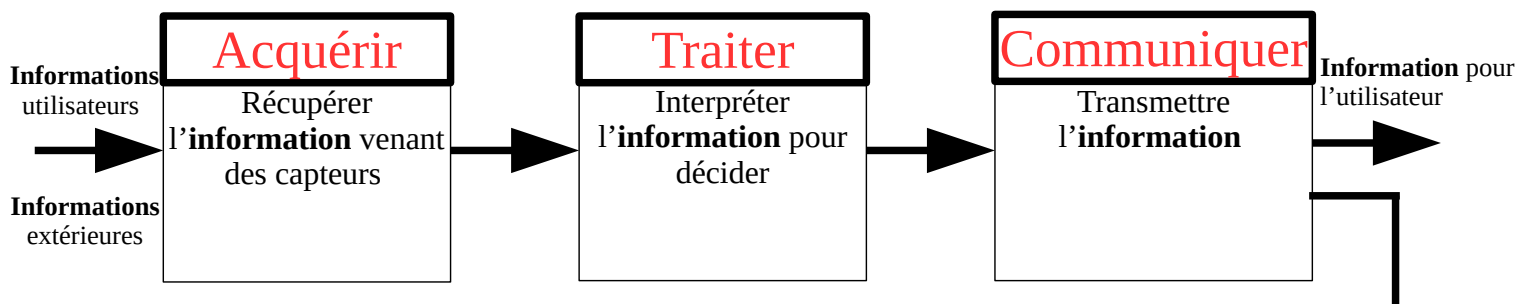 Informations
utilisateurs
Informations
extérieures
Acquérir
Récupérer
l’information venant
des capteurs
Traiter
Interpréter
l’information pour
décider
Communiquer
Transmettre
l’information
Information pour
l’utilisateur